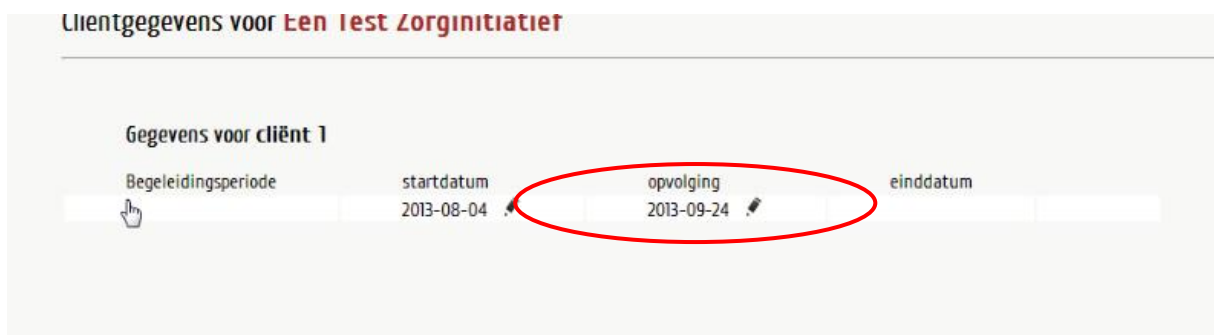 Cliëntgegevens voor Een Test Zorginitiatief
Gegevens voor cliënt 1
Begeleidingsperiode startdatum opvolging einddatum
2013-08-04 2013-09-24